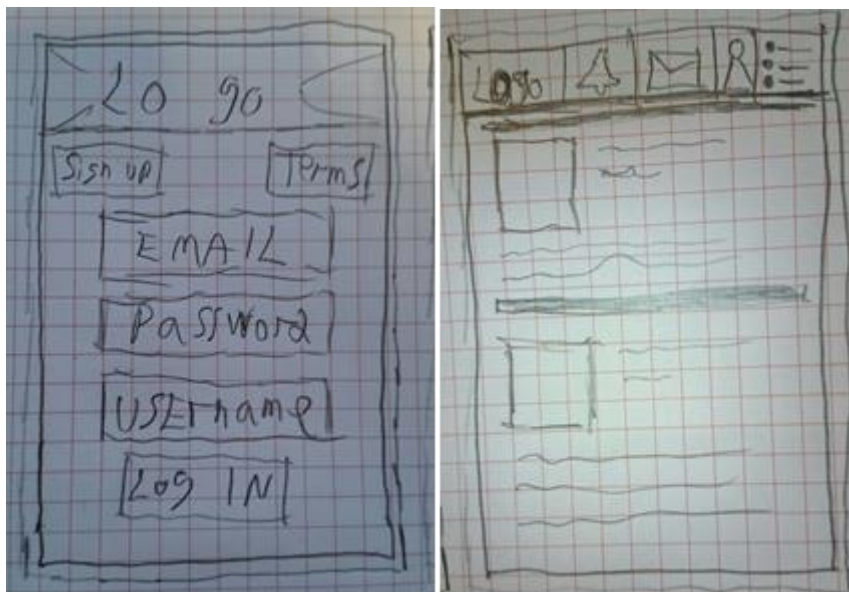 LO go
Sign up Terms
EMAIL
Password
USErname
LOg IN
Logo